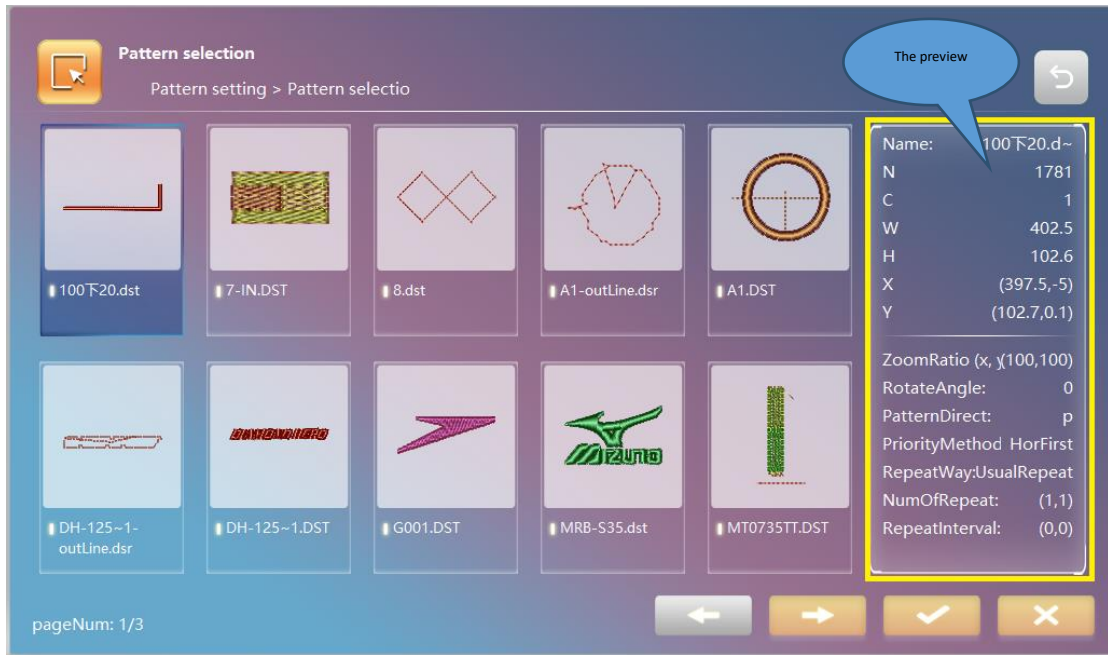 Pattern selection
Pattern setting > Pattern selectio
The preview
100下20.dst
7-IN.DST
8.dst
A1-outLine.dsr
A1.DST
DH-125~1-
outLine.dsr
DH-125~1.DST
G001.DST
MIZUNO
MRB-S35.dst
MT0735TT.DST
Name: 100下20.d~
N 1781
C 1
W 402.5
H 102.6
X (397.5,-5)
Y (102.7,0.1)
ZoomRatio (x, y(100,100)
RotateAngle: 0
PatternDirect: p
PriorityMethod HorFirst
RepeatWay:UsualRepeat
NumOfRepeat: (1,1)
RepeatInterval: (0,0)
pageNum: 1/3